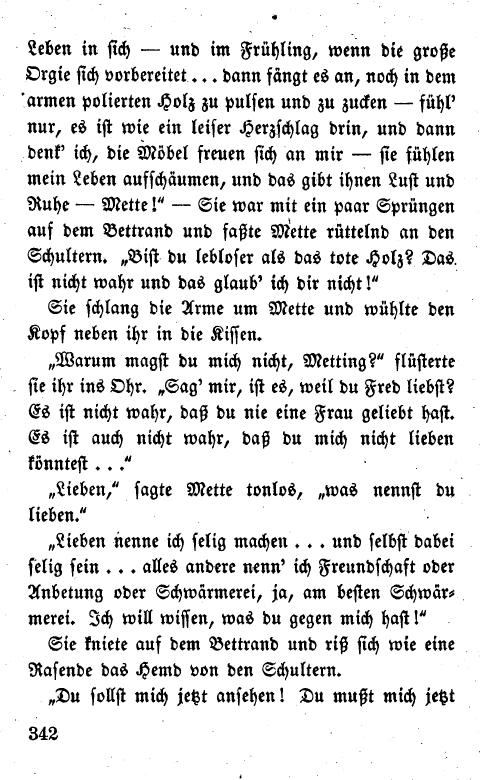 Leben in sich — und im Frühling, wenn die große
Orgie sich vorbereitet . . . dann fängt es an, noch in dem
armen polierten Holz zu pulsen und zu zucken — fühl'
nur, es ist wie ein leiser Herzschlag drin, und dann
denk' ich, die Möbel freuen sich an mir — sie fühlen
mein Leben aufschäumen, und das gibt ihnen Lust und
Ruhe — Mette!“ — Sie war mit ein paar Sprüngen
auf dem Bettrand und faßte Mette rüttelnd an den
Schultern. „Bist du lebloser als das tote Holz? Das
ist nicht wahr und das glaub' ich dir nicht!“
Sie schlang die Arme um Mette und wühlte den
Kopf neben ihr in die Kissen.
„Warum magst du mich nicht, Metting?“ flüsterte
sie ihr ins Ohr. „Sag' mir, ist es, weil du Fred liebst?
Es ist nicht wahr, daß du nie eine Frau geliebt hast.
Es ist auch nicht wahr, daß du mich nicht lieben
könntest . . .“
„Lieben,“ sagte Mette tonlos, „was nennst du
lieben.“
„Lieben nenne ich selig machen . . . und selbst dabei
selig sein . . . alles andere nenn' ich Freundschaft oder
Anbetung oder Schwärmerei, ja, am besten Schwär-
merei. Ich will wissen, was du gegen mich hast!“
Sie kniete auf dem Bettrand und riß sich wie eine
Rasende das Hemd von den Schultern.
„Du sollst mich jetzt ansehen! Du mußt mich jetzt
342